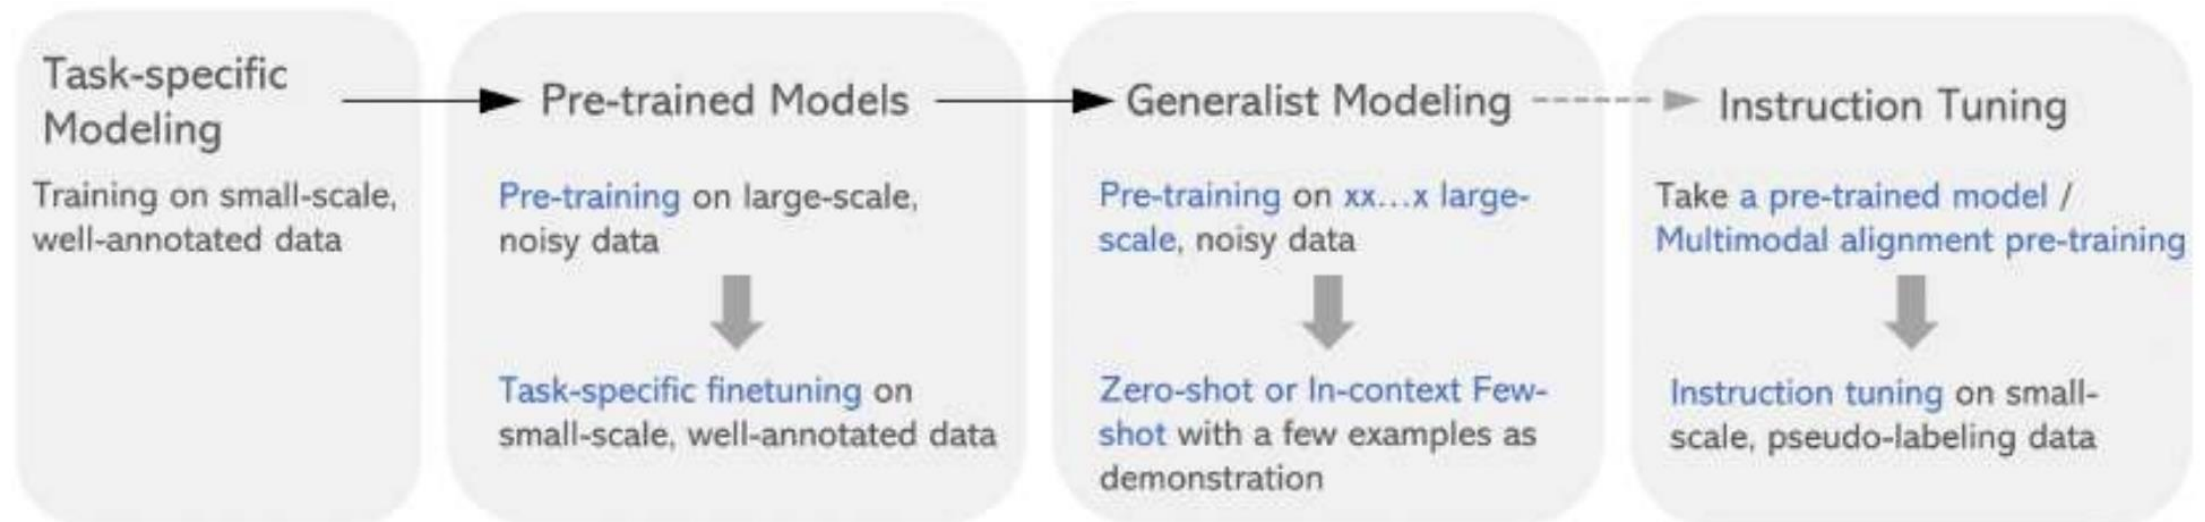 Task-specific
Modeling
Training on small-scale,
well-annotated data
Pre-trained Models
Pre-training on large-scale,
noisy data
Task-specific finetuning on
small-scale, well-annotated data
Generalist Modeling
Pre-training on xx...x large-
scale, noisy data
Zero-shot or In-context Few-
shot with a few examples as
demonstration
Instruction Tuning
Take a pre-trained model /
Multimodal alignment pre-training
Instruction tuning on small-
scale, pseudo-labeling data